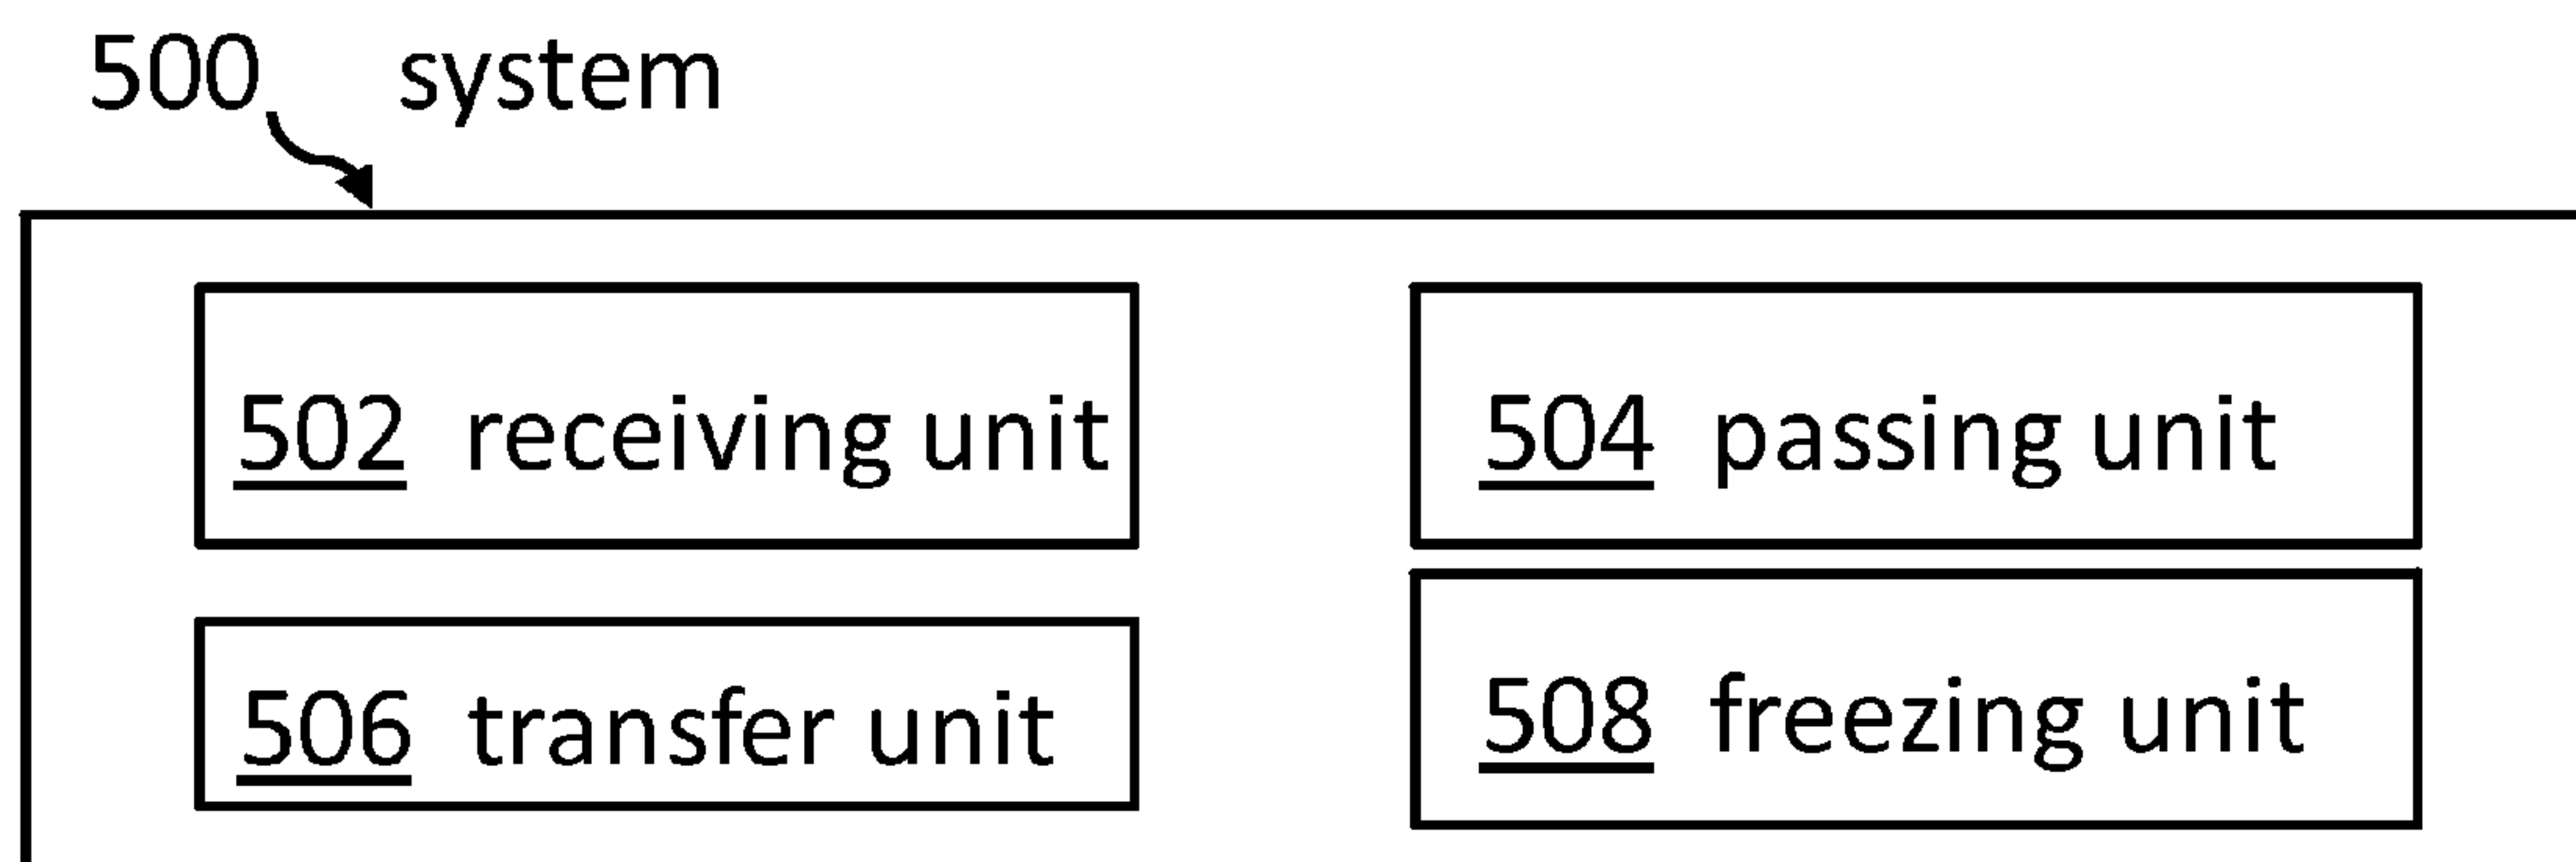 500 system
502 receiving unit
504 passing unit
506 transfer unit
508 freezing unit